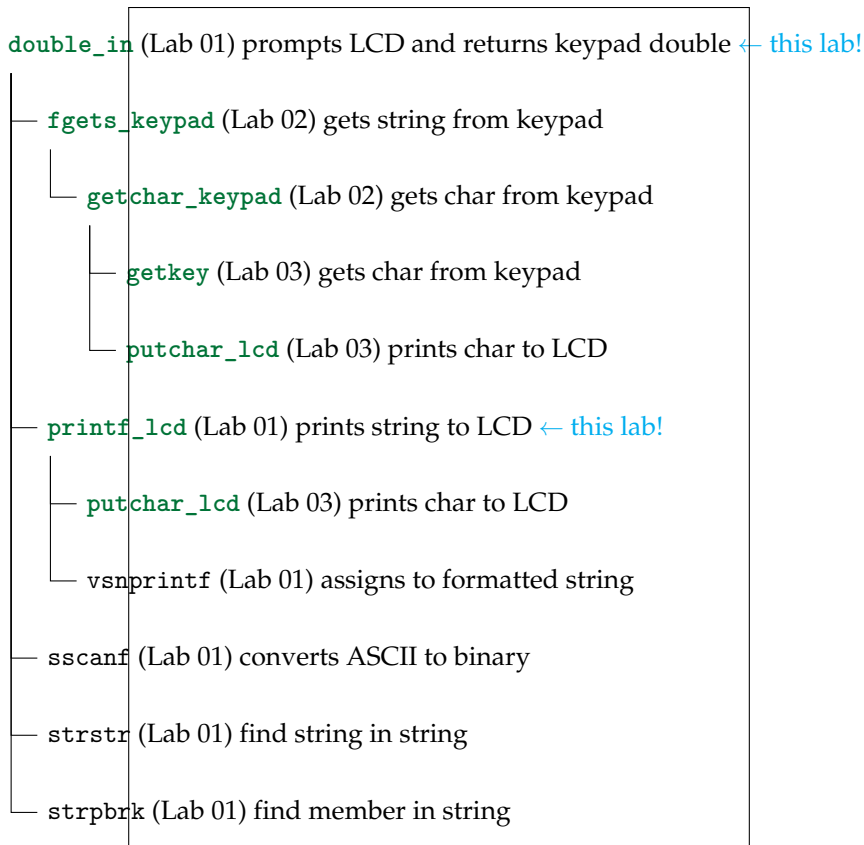 double_in (Lab 01) prompts LCD and returns keypad double ← this lab!
fgets_keypad (Lab 02) gets string from keypad
getchar_keypad (Lab 02) gets char from keypad
getkey (Lab 03) gets char from keypad
putchar_lcd (Lab 03) prints char to LCD
printf_lcd (Lab 01) prints string to LCD ← this lab!
putchar_lcd (Lab 03) prints char to LCD
vsnprintf (Lab 01) assigns to formatted string
sscanf (Lab 01) converts ASCII to binary
strstr (Lab 01) find string in string
strpbrk (Lab 01) find member in string